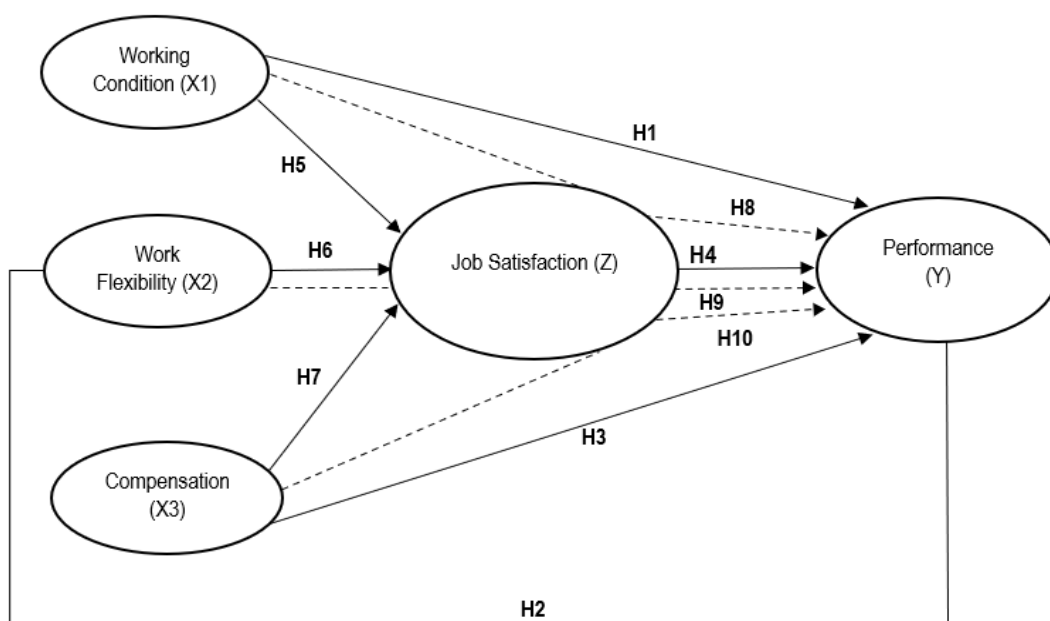 Working
Condition (X1)
H1
H5
Work
Flexibility (X2)
H6
Job Satisfaction (Z)
H8
H4
H9
H10
Performance
(Y)
H7
H3
Compensation
(X3)
H2